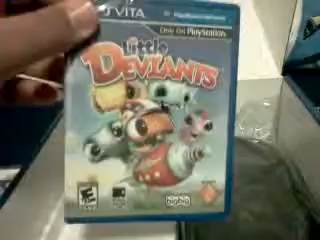 PS VITA
Only On PlayStation
Little
DEVIANTS
E
bigbig